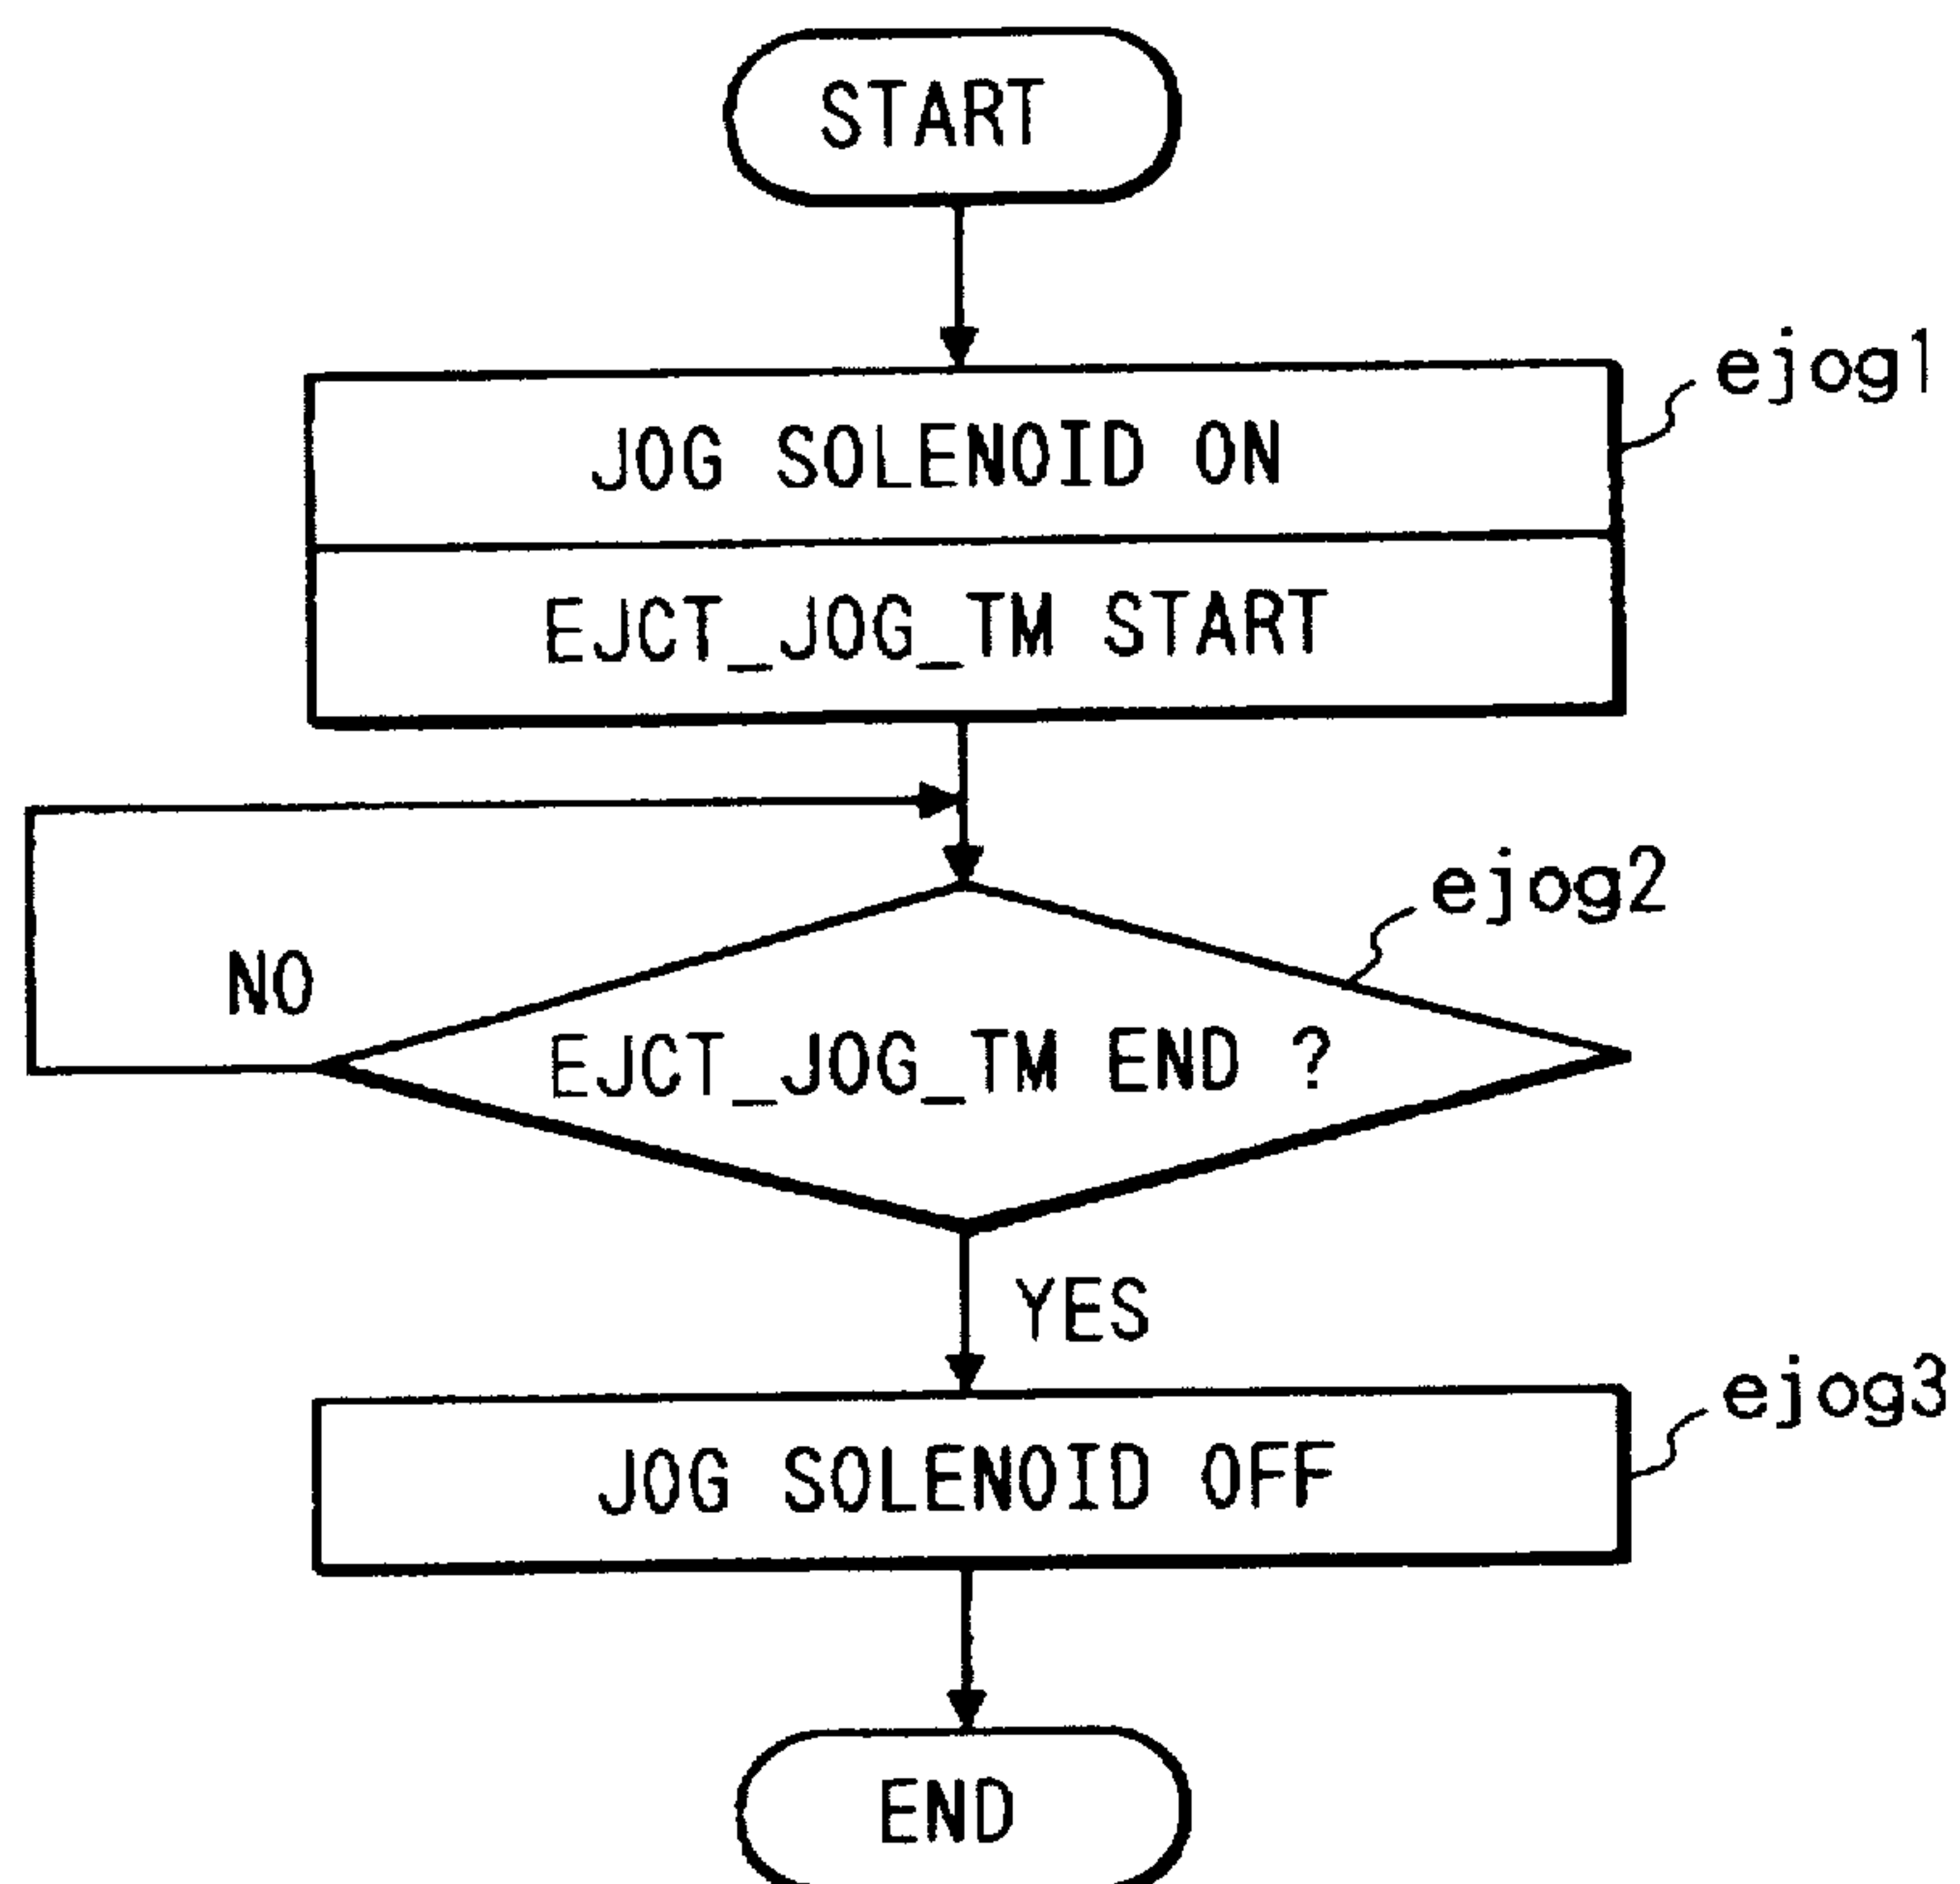 START
ejog1
JOG SOLENOID ON
EJCT_JOG_TM START
ejog2
NO
EJCT_JOG_TM END ?
YES
ejog3
JOG SOLENOID OFF
END